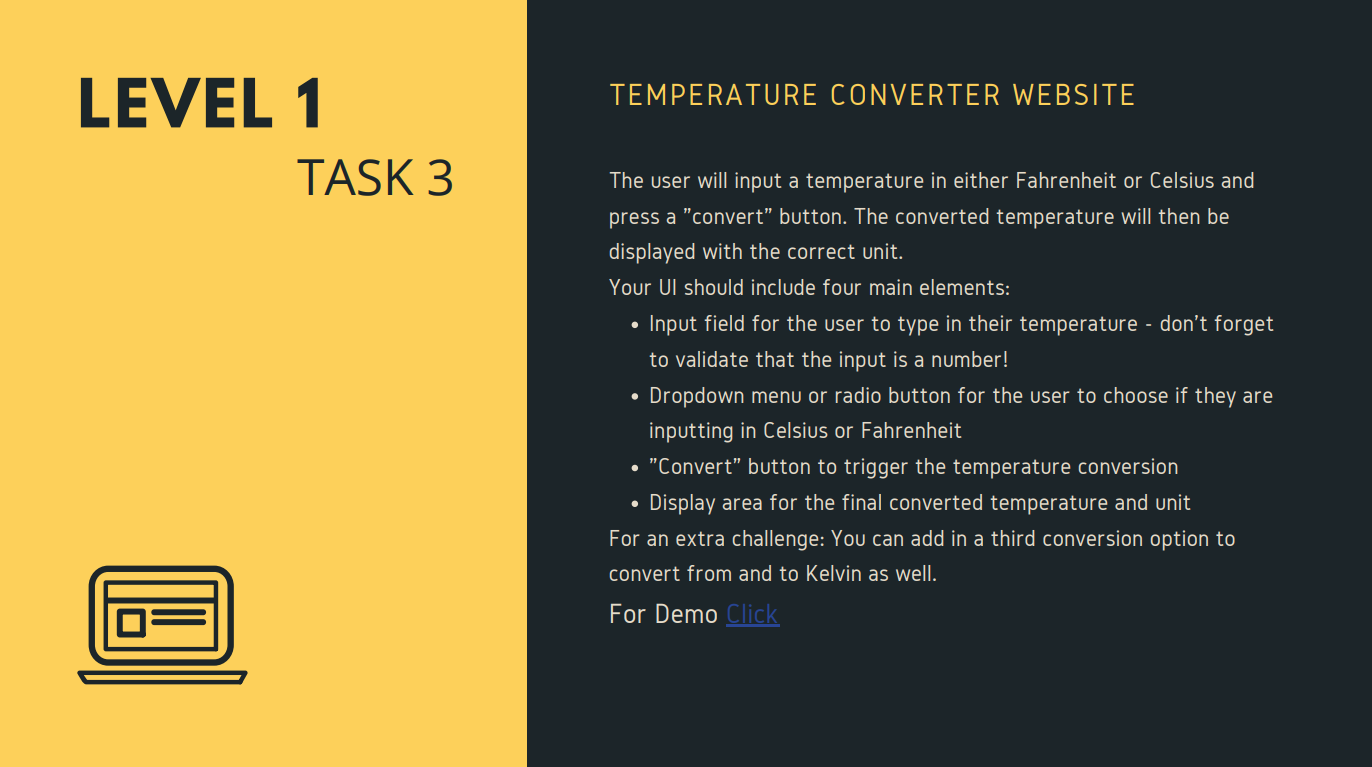 LEVEL 1
TASK 3
TEMPERATURE CONVERTER WEBSITE
The user will input a temperature in either Fahrenheit or Celsius and
press a ”convert” button. The converted temperature will then be
displayed with the correct unit.
Your UI should include four main elements:
• Input field for the user to type in their temperature - don’t forget
to validate that the input is a number!
• Dropdown menu or radio button for the user to choose if they are
inputting in Celsius or Fahrenheit
• ”Convert” button to trigger the temperature conversion
• Display area for the final converted temperature and unit
For an extra challenge: You can add in a third conversion option to
convert from and to Kelvin as well.
For Demo Click